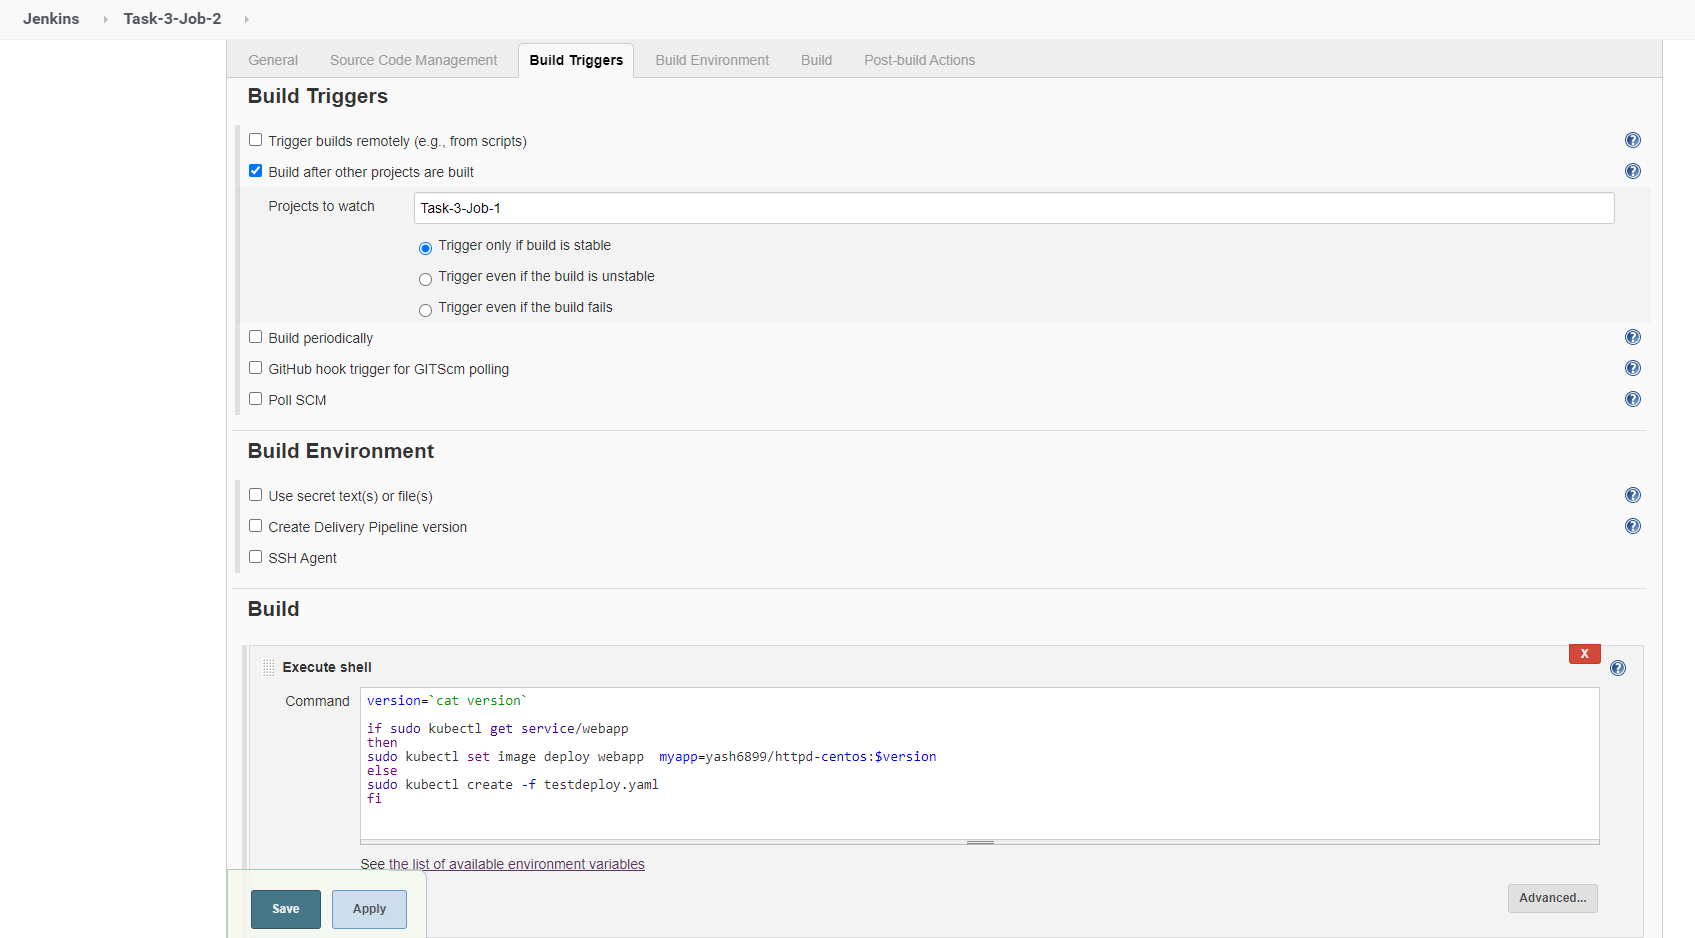 Jenkins Task-3-Job-2
General Source Code Management Build Triggers Build Environment Build Post-build Actions
Build Triggers
Trigger builds remotely (e.g., from scripts)
Build after other projects are built
Projects to watch Task-3-Job-1
Trigger only if build is stable
Trigger even if the build is unstable
Trigger even if the build fails
Build periodically
GitHub hook trigger for GITScm polling
Poll SCM
Build Environment
Use secret text(s) or file(s)
Create Delivery Pipeline version
SSH Agent
Build
X
Execute shell
Command
version=`cat version`
if sudo kubectl get service/webapp
then
sudo kubectl set image deploy webapp  myapp=yash6899/httpd-centos:$version
else
sudo kubectl create -f testdeploy.yaml
fi
See the list of available environment variables
Advanced...
Save Apply